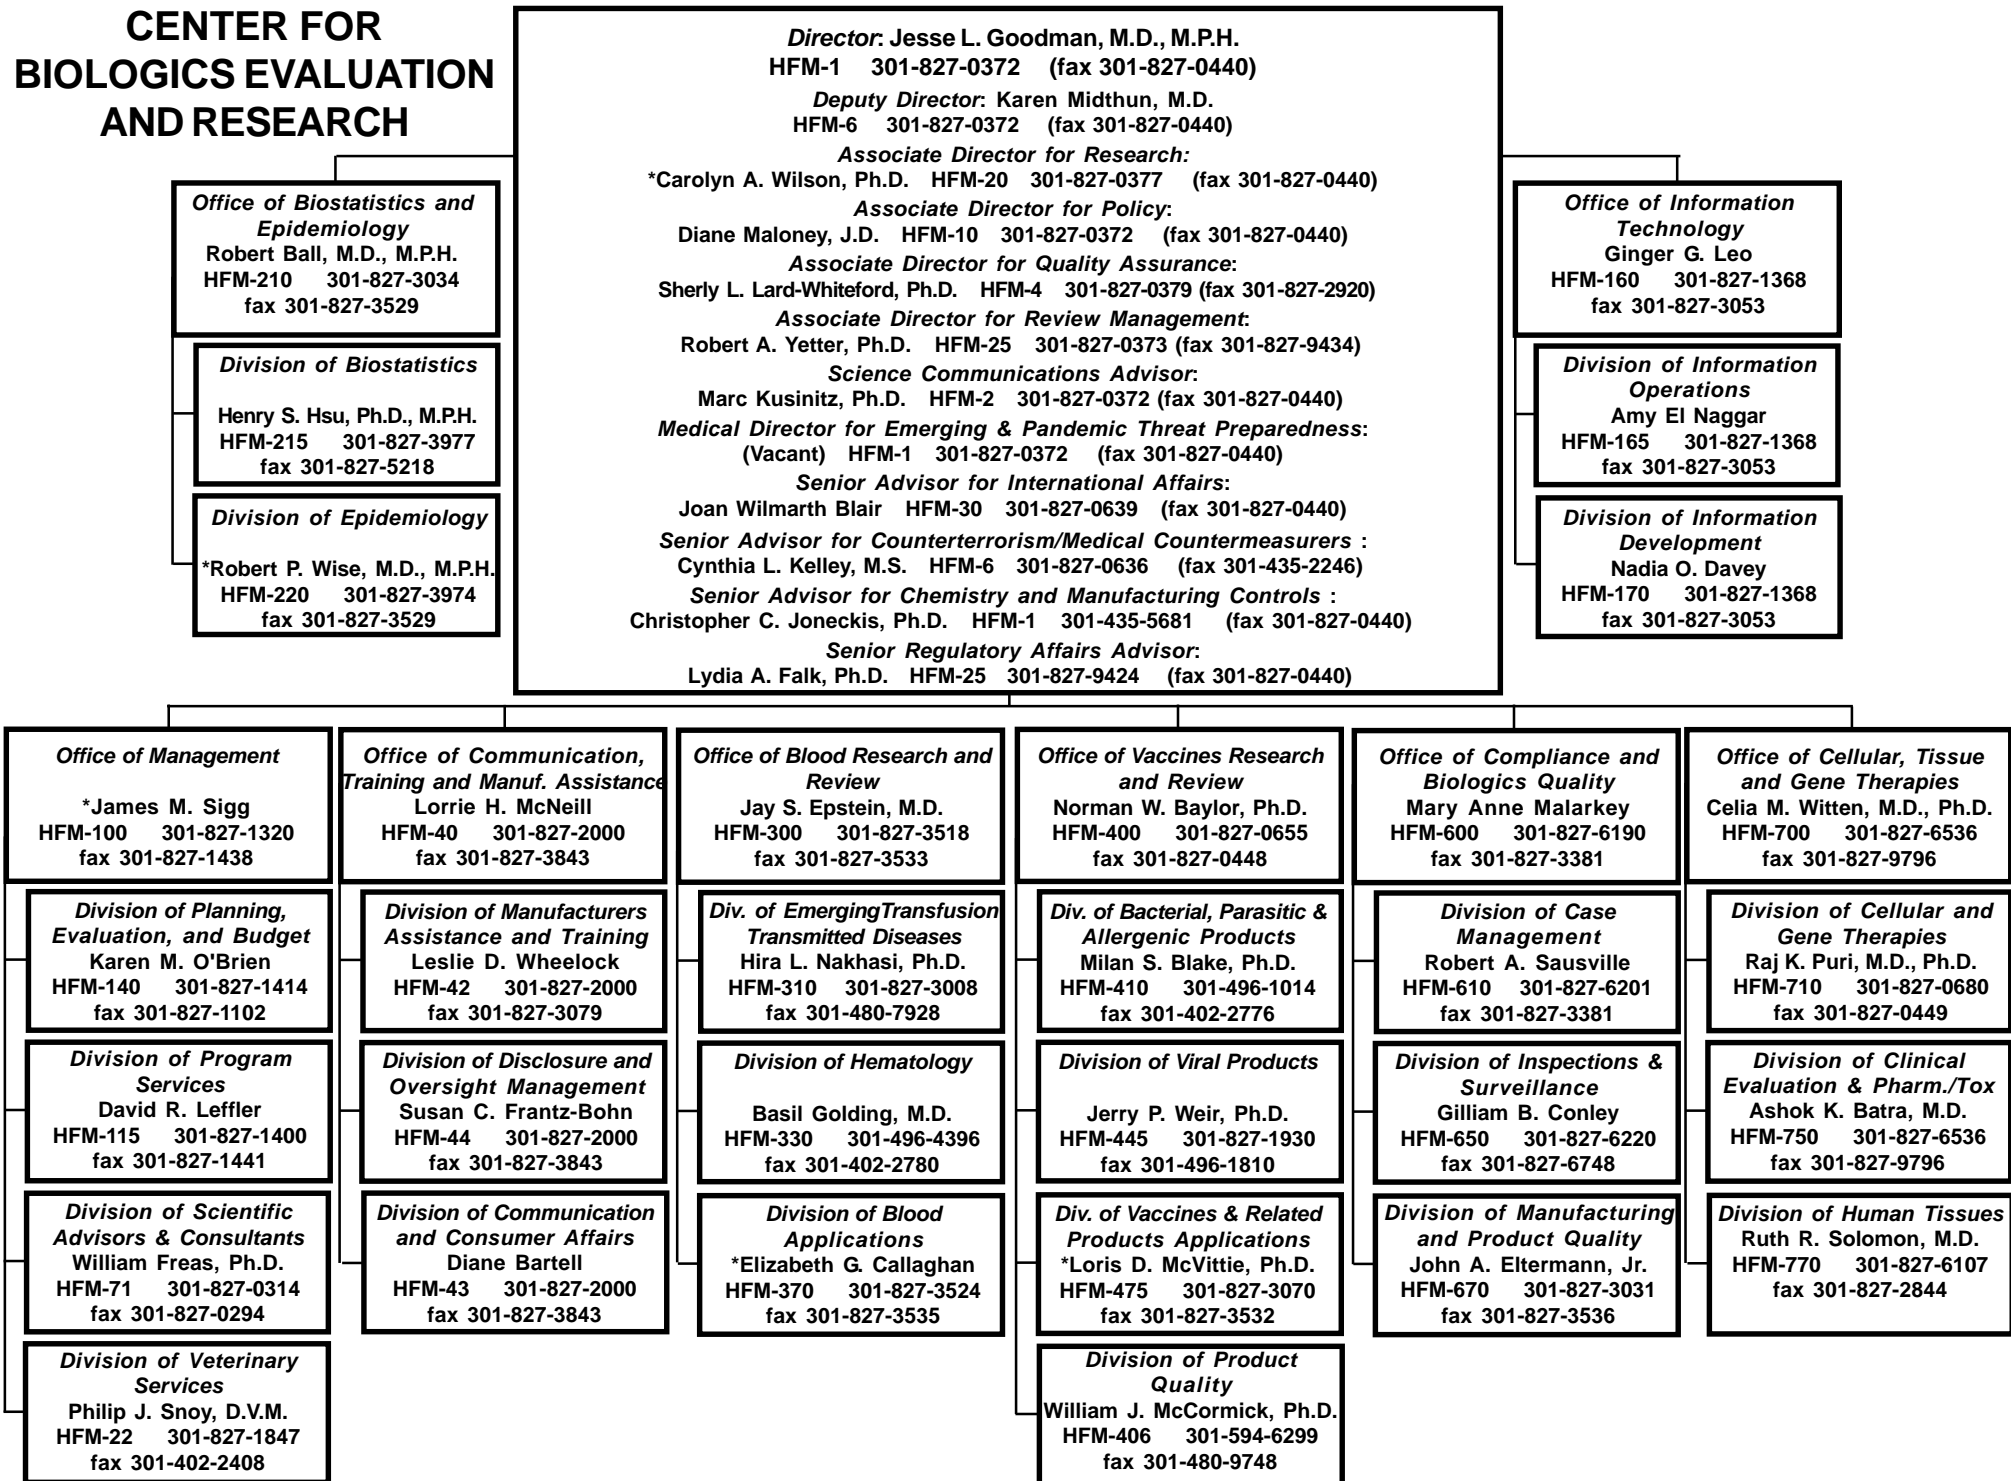 CENTER FOR
BIOLOGICS EVALUATION
AND RESEARCH
Director: Jesse L. Goodman, M.D., M.P.H.
HFM-1 301-827-0372 (fax 301-827-0440)
Deputy Director: Karen Midthun, M.D.
HFM-6 301-827-0372 (fax 301-827-0440)
Associate Director for Research:
*Carolyn A. Wilson, Ph.D. HFM-20 301-827-0377 (fax 301-827-0440)
Associate Director for Policy:
Diane Maloney, J.D. HFM-10 301-827-0372 (fax 301-827-0440)
Associate Director for Quality Assurance:
Sherly L. Lard-Whiteford, Ph.D. HFM-4 301-827-0379 (fax 301-827-2920)
Associate Director for Review Management:
Robert A. Yetter, Ph.D. HFM-25 301-827-0373 (fax 301-827-9434)
Science Communications Advisor:
Marc Kusinitz, Ph.D. HFM-2 301-827-0372 (fax 301-827-0440)
Medical Director for Emerging & Pandemic Threat Preparedness:
(Vacant) HFM-1 301-827-0372 (fax 301-827-0440)
Senior Advisor for International Affairs:
Joan Wilmarth Blair HFM-30 301-827-0639 (fax 301-827-0440)
Senior Advisor for Counterterrorism/Medical Countermeasurers :
Cynthia L. Kelley, M.S. HFM-6 301-827-0636 (fax 301-435-2246)
Senior Advisor for Chemistry and Manufacturing Controls :
Christopher C. Joneckis, Ph.D. HFM-1 301-435-5681 (fax 301-827-0440)
Senior Regulatory Affairs Advisor:
Lydia A. Falk, Ph.D. HFM-25 301-827-9424 (fax 301-827-0440)
Office of Biostatistics and
Epidemiology
Robert Ball, M.D., M.P.H.
HFM-210 301-827-3034
fax 301-827-3529
Division of Biostatistics
Henry S. Hsu, Ph.D., M.P.H.
HFM-215 301-827-3977
fax 301-827-5218
Division of Epidemiology
*Robert P. Wise, M.D., M.P.H.
HFM-220 301-827-3974
fax 301-827-3529
Office of Information
Technology
Ginger G. Leo
HFM-160 301-827-1368
fax 301-827-3053
Division of Information
Operations
Amy El Naggar
HFM-165 301-827-1368
fax 301-827-3053
Division of Information
Development
Nadia O. Davey
HFM-170 301-827-1368
fax 301-827-3053
Office of Management
*James M. Sigg
HFM-100 301-827-1320
fax 301-827-1438
Division of Planning,
Evaluation, and Budget
Karen M. O'Brien
HFM-140 301-827-1414
fax 301-827-1102
Division of Program
Services
David R. Leffler
HFM-115 301-827-1400
fax 301-827-1441
Division of Scientific
Advisors & Consultants
William Freas, Ph.D.
HFM-71 301-827-0314
fax 301-827-0294
Division of Veterinary
Services
Philip J. Snoy, D.V.M.
HFM-22 301-827-1847
fax 301-402-2408
Office of Communication,
Training and Manuf. Assistance
Lorrie H. McNeill
HFM-40 301-827-2000
fax 301-827-3843
Division of Manufacturers
Assistance and Training
Leslie D. Wheelock
HFM-42 301-827-2000
fax 301-827-3079
Division of Disclosure and
Oversight Management
Susan C. Frantz-Bohn
HFM-44 301-827-2000
fax 301-827-3843
Division of Communication
and Consumer Affairs
Diane Bartell
HFM-43 301-827-2000
fax 301-827-3843
Office of Blood Research and
Review
Jay S. Epstein, M.D.
HFM-300 301-827-3518
fax 301-827-3533
Div. of EmergingTransfusion
Transmitted Diseases
Hira L. Nakhasi, Ph.D.
HFM-310 301-827-3008
fax 301-480-7928
Division of Hematology
Basil Golding, M.D.
HFM-330 301-496-4396
fax 301-402-2780
Division of Blood
Applications
*Elizabeth G. Callaghan
HFM-370 301-827-3524
fax 301-827-3535
Office of Vaccines Research
and Review
Norman W. Baylor, Ph.D.
HFM-400 301-827-0655
fax 301-827-0448
Div. of Bacterial, Parasitic &
Allergenic Products
Milan S. Blake, Ph.D.
HFM-410 301-496-1014
fax 301-402-2776
Division of Viral Products
Jerry P. Weir, Ph.D.
HFM-445 301-827-1930
fax 301-496-1810
Div. of Vaccines & Related
Products Applications
*Loris D. McVittie, Ph.D.
HFM-475 301-827-3070
fax 301-827-3532
Division of Product
Quality
William J. McCormick, Ph.D.
HFM-406 301-594-6299
fax 301-480-9748
Office of Compliance and
Biologics Quality
Mary Anne Malarkey
HFM-600 301-827-6190
fax 301-827-3381
Division of Case
Management
Robert A. Sausville
HFM-610 301-827-6201
fax 301-827-3381
Division of Inspections &
Surveillance
Gilliam B. Conley
HFM-650 301-827-6220
fax 301-827-6748
Division of Manufacturing
and Product Quality
John A. Eltermann, Jr.
HFM-670 301-827-3031
fax 301-827-3536
Office of Cellular, Tissue
and Gene Therapies
Celia M. Witten, M.D., Ph.D.
HFM-700 301-827-6536
fax 301-827-9796
Division of Cellular and
Gene Therapies
Raj K. Puri, M.D., Ph.D.
HFM-710 301-827-0680
fax 301-827-0449
Division of Clinical
Evaluation & Pharm./Tox
Ashok K. Batra, M.D.
HFM-750 301-827-6536
fax 301-827-9796
Division of Human Tissues
Ruth R. Solomon, M.D.
HFM-770 301-827-6107
fax 301-827-2844